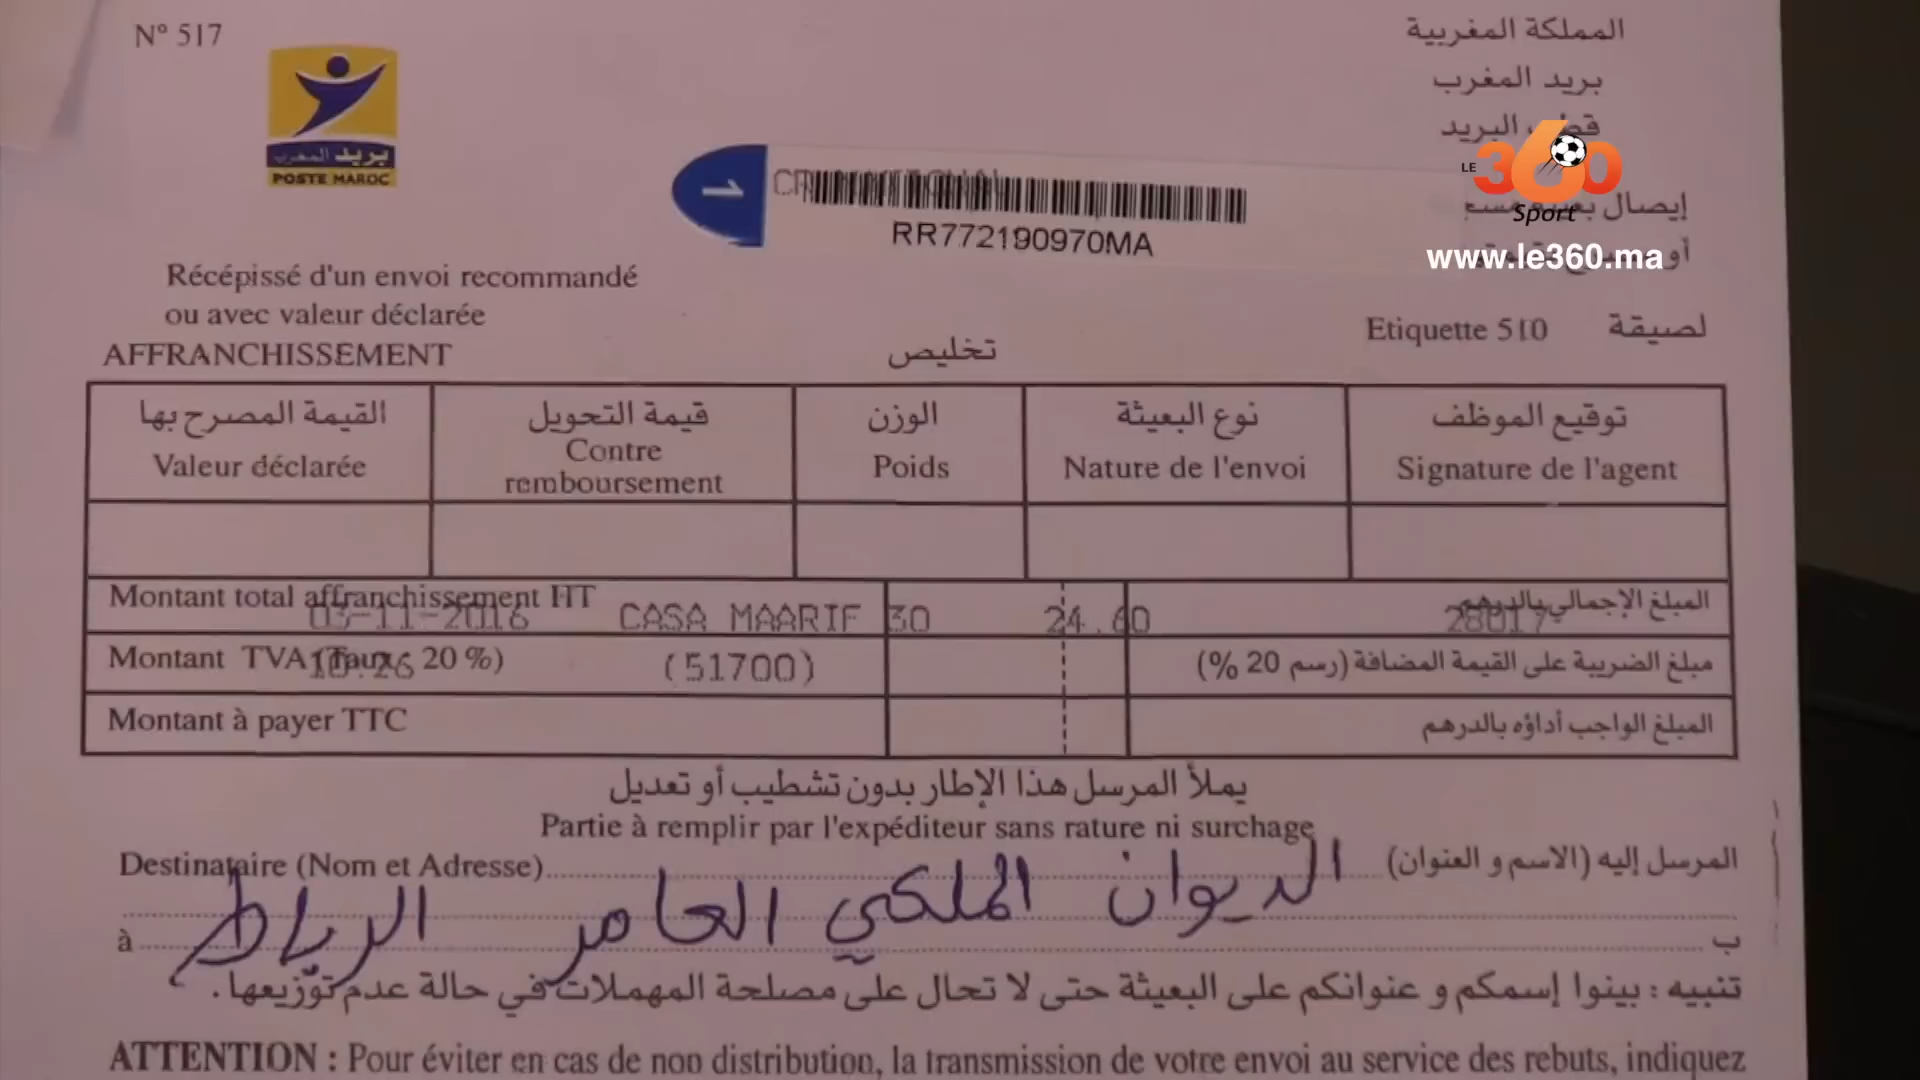 N° 517
المملكة المغربية
بريد المغرب
قطب البريد
بريد المغرب
POSTE MAROC
1
RR772190970MA
LE 360
Sport
www.le360.ma
إيصال
أو
Récépissé d'un envoi recommandé
ou avec valeur déclarée
Etiquette 510 لصيقة
AFFRANCHISSEMENT تخليص
القيمة المصرح بها قيمة التحويل الوزن نوع البعيثة توقيع الموظف
Valeur déclarée Contre remboursement Poids Nature de l'envoi Signature de l'agent
Montant total affranchissement HT المبلغ الإجمالي بالدرهم
03-11-2016 CASA MAARIF 30 24.60 28017
Montant TVA (Taux : 20 %) مبلغ الضريبة على القيمة المضافة (رسم 20 %)
10:26 (51700)
Montant à payer TTC المبلغ الواجب أداؤه بالدرهم
يملأ المرسل هذا الإطار بدون تشطيب أو تعديل
Partie à remplir par l'expéditeur sans rature ni surchage
Destinataire (Nom et Adresse) المرسل إليه (الاسم و العنوان)
الديوان الملكي العامر الرباط
à ب
تنبيه : بينوا إسمكم و عنوانكم على البعيثة حتى لا تحال على مصلحة المهملات في حالة عدم توزيعها.
ATTENTION : Pour éviter en cas de non distribution, la transmission de votre envoi au service des rebuts, indiquez